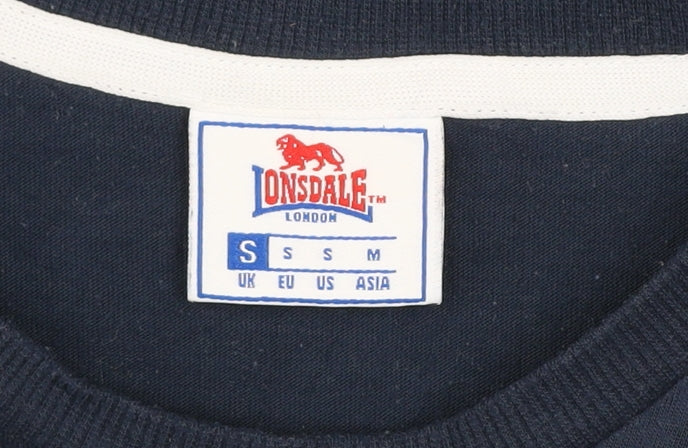 LONSDALE™
LONDON
S S S M
UK EU US ASIA